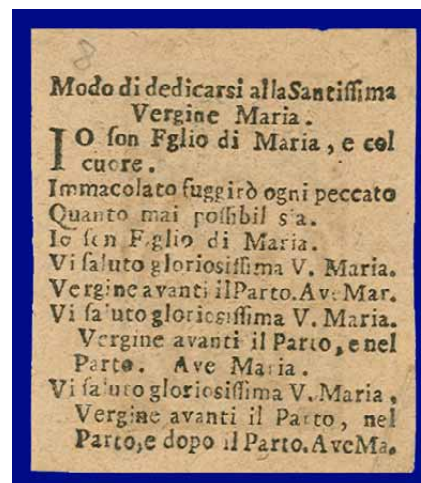 8
Modo di dedicarsi alla Santissima
Vergine Maria.
IO son Fglio di Maria, e col
cuore.
Immacolato fuggirò ogni peccato
Quanto mai possibil sia.
Io son Figlio di Maria.
Vi saluto gloriosissima V. Maria.
Vergine avanti il Parto. Ave Mar.
Vi saluto gloriosissima V. Maria.
Vergine avanti il Parto, e nel
Parto. Ave Maria.
Vi saluto gloriosissima V. Maria,
Vergine avanti il Parto, nel
Parto, e dopo il Parto. Ave Ma.